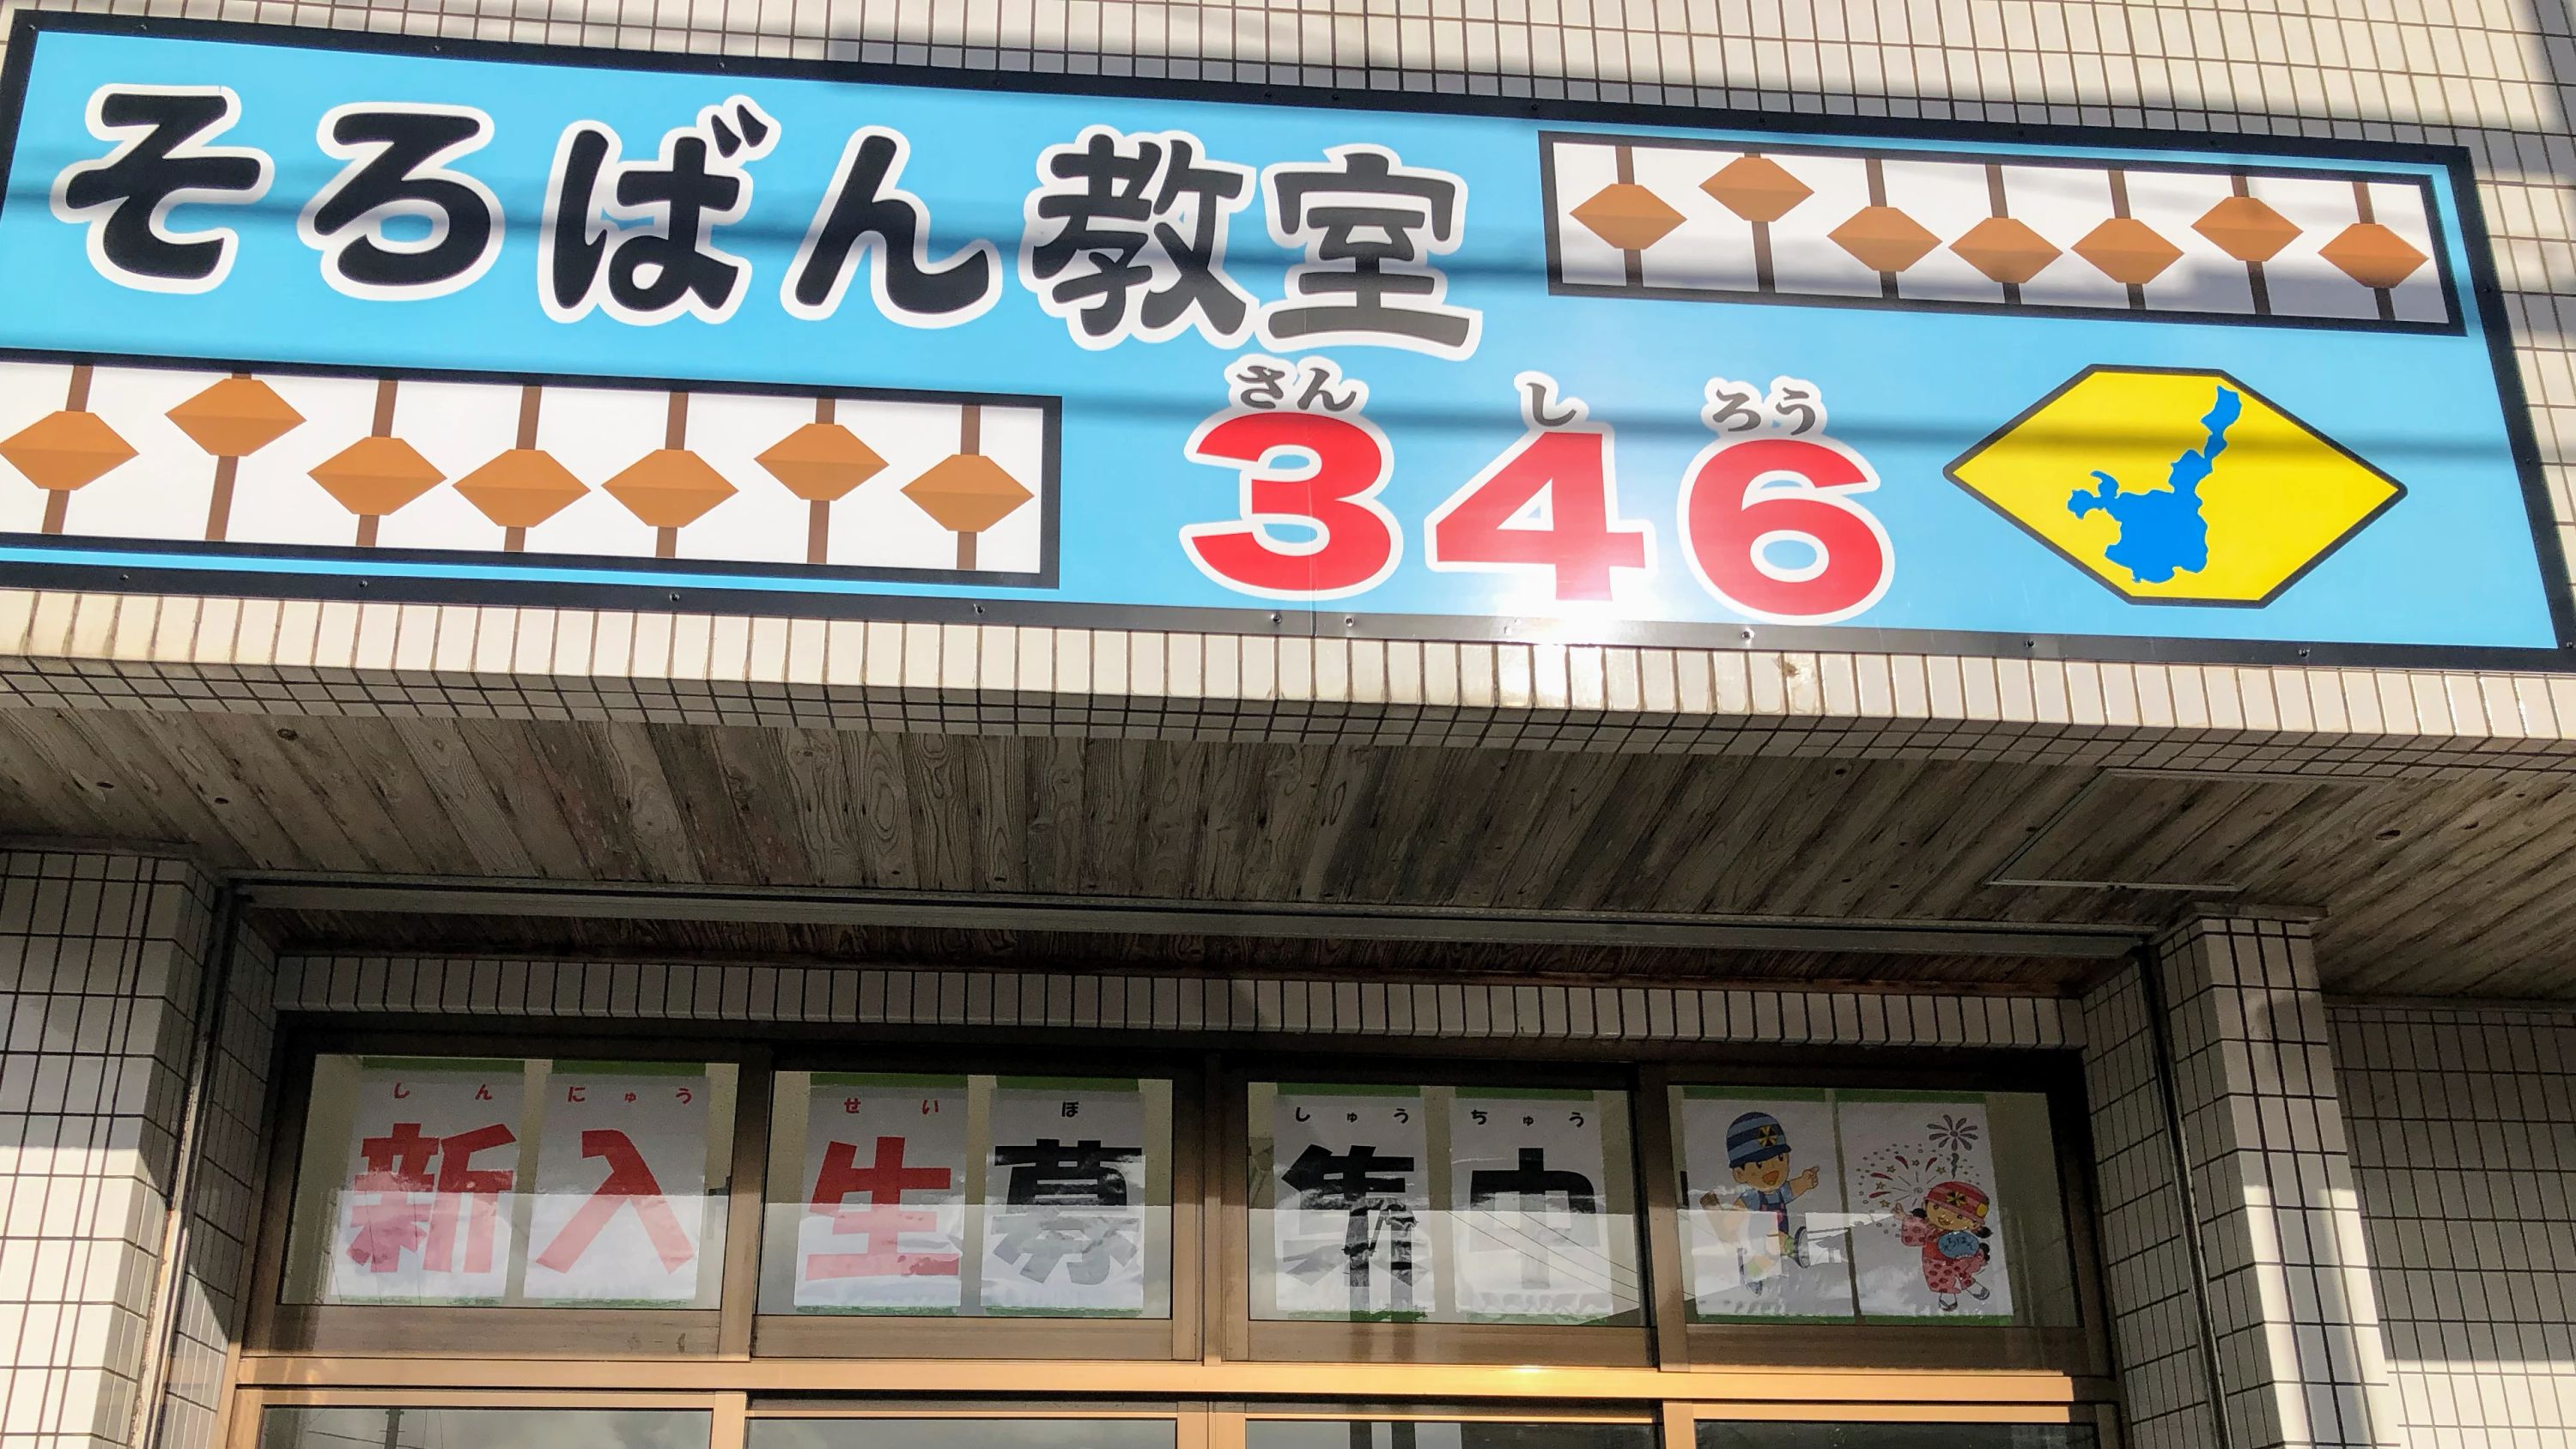 そろばん教室
さん し ろう
346
しん にゅう せい ぼ しゅう ちゅう
新入生募集中